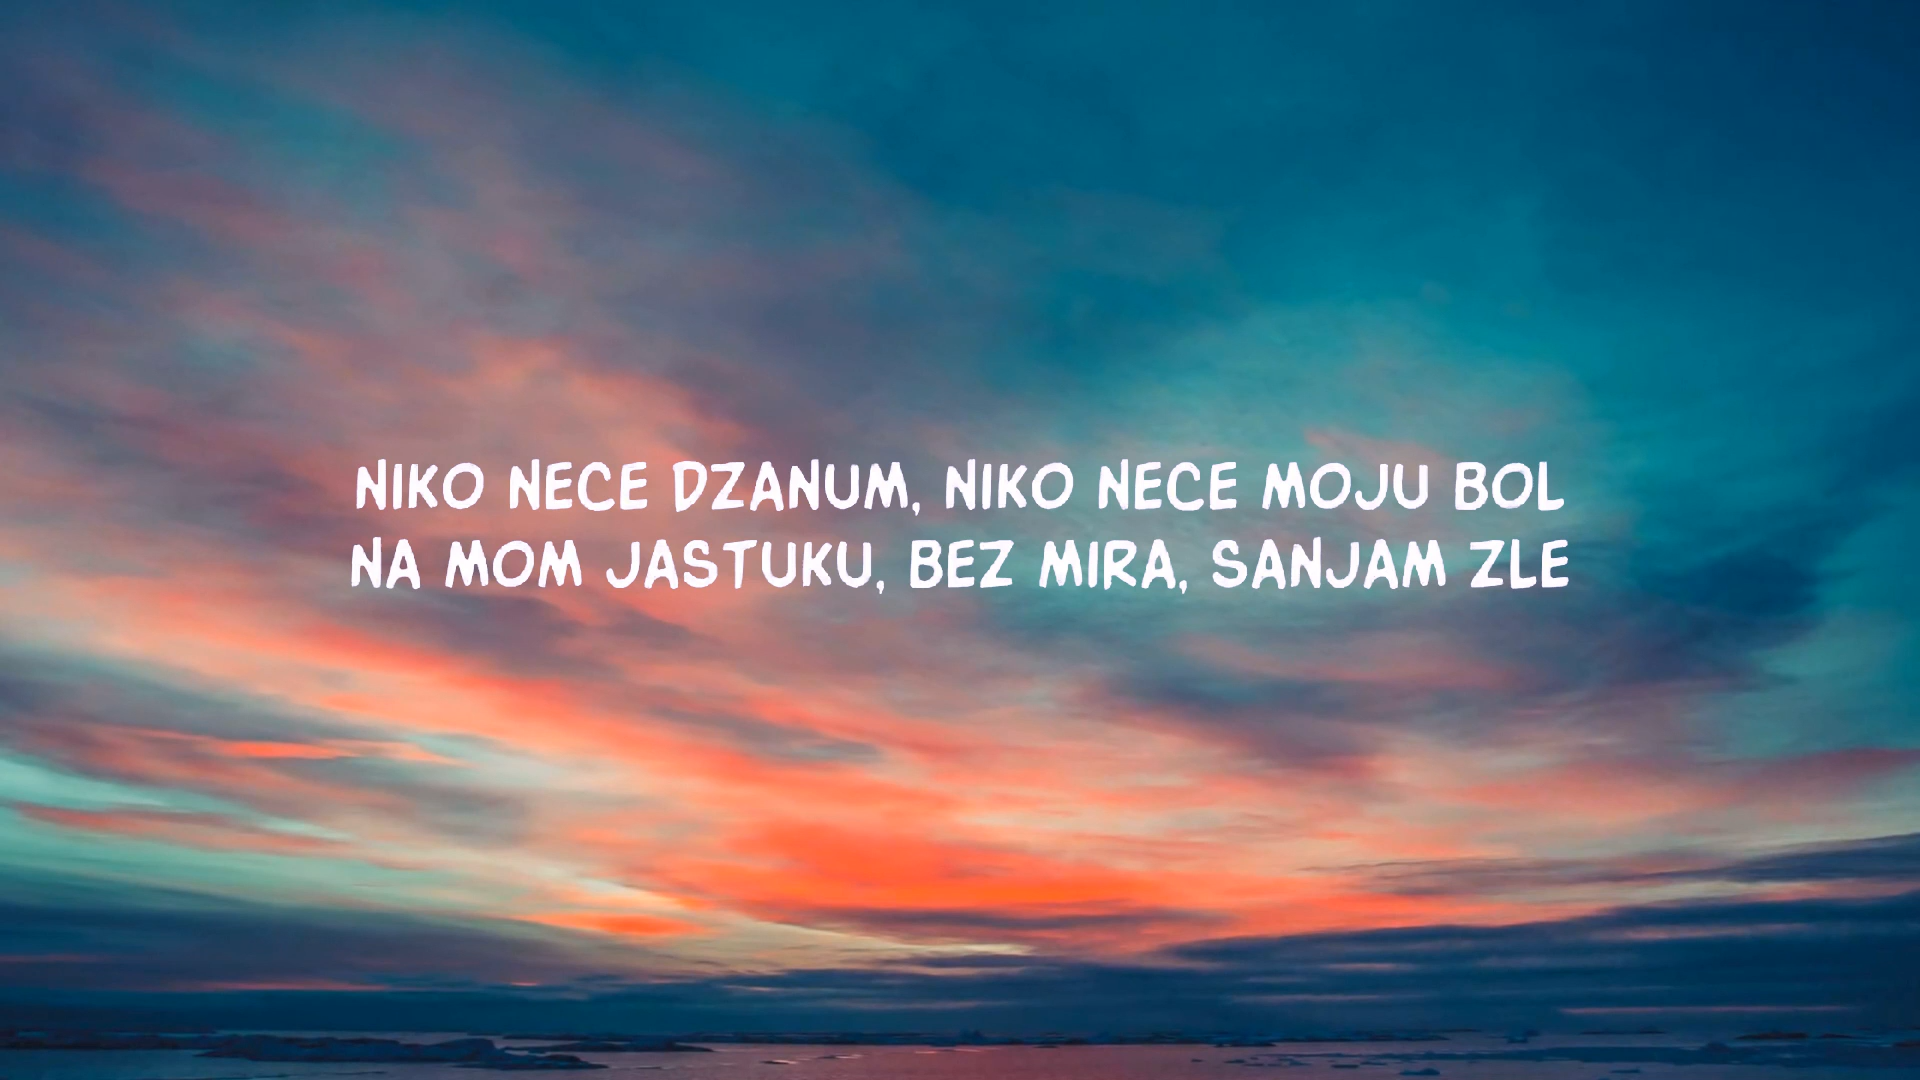 NIKO NECE DZANUM, NIKO NECE MOJU BOL
NA MOM JASTUKU, BEZ MIRA, SANJAM ZLE